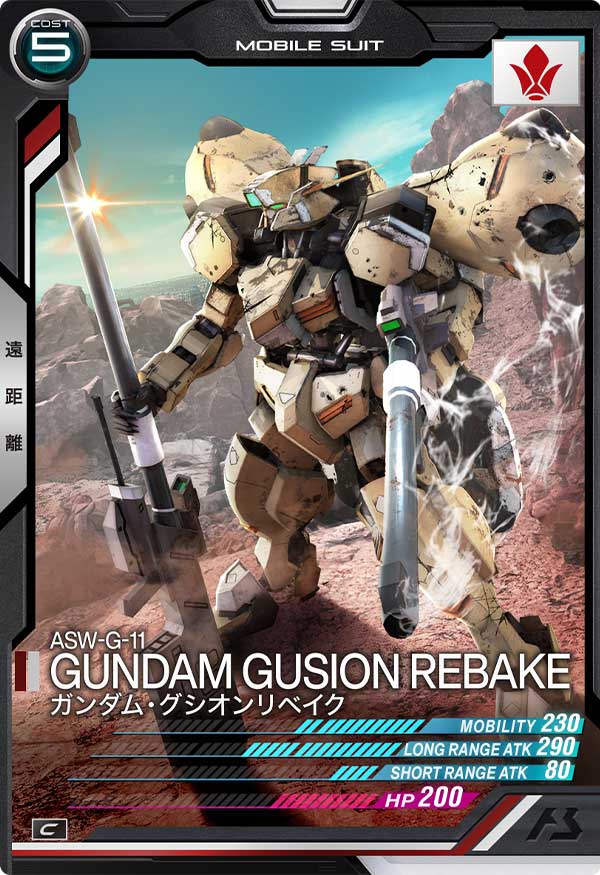 COST
5
MOBILE SUIT
遠距離
ASW-G-11
GUNDAM GUSION REBAKE
ガンダム・グシオンリベイク
MOBILITY 230
LONG RANGE ATK 290
SHORT RANGE ATK 80
HP 200
C